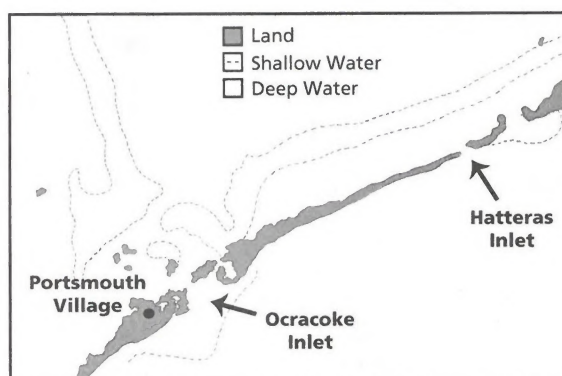 Land
Shallow Water
Deep Water
Hatteras
Inlet
Portsmouth
Village
Ocracoke
Inlet